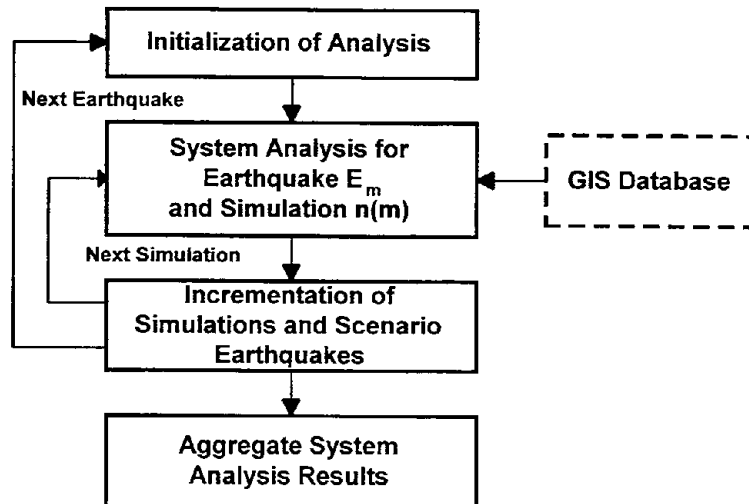 Initialization of Analysis
Next Earthquake
System Analysis for
Earthquake E_m
and Simulation n(m)
GIS Database
Next Simulation
Incrementation of
Simulations and Scenario
Earthquakes
Aggregate System
Analysis Results